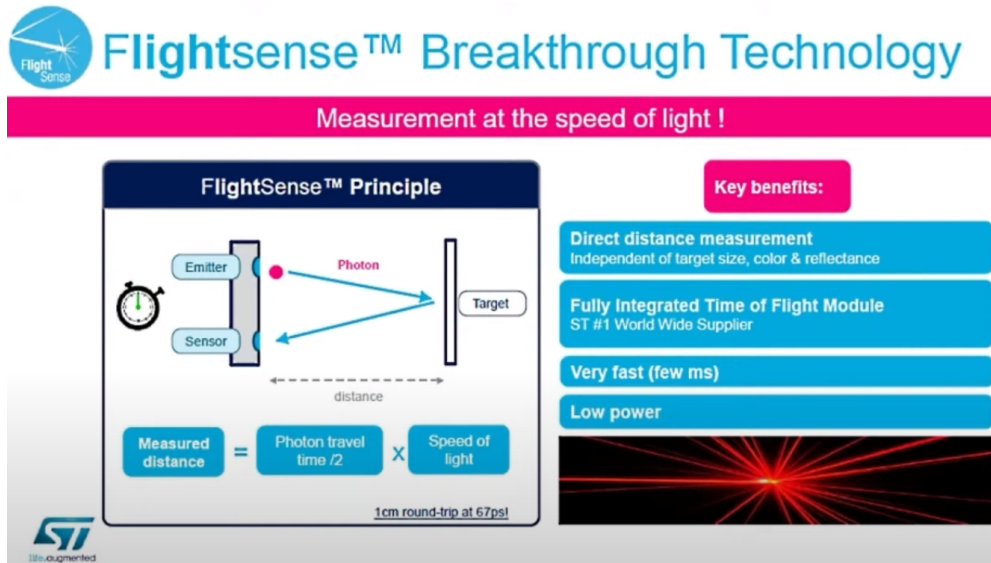 Flight
Sense
Flightsense™ Breakthrough Technology
Measurement at the speed of light !
FlightSense™ Principle
Emitter
Photon
Target
Sensor
distance
Measured
distance
=
Photon travel
time /2
X
Speed of
light
1cm round-trip at 67ps!
Key benefits:
Direct distance measurement
Independent of target size, color & reflectance
Fully Integrated Time of Flight Module
ST #1 World Wide Supplier
Very fast (few ms)
Low power
ST
life.augmented